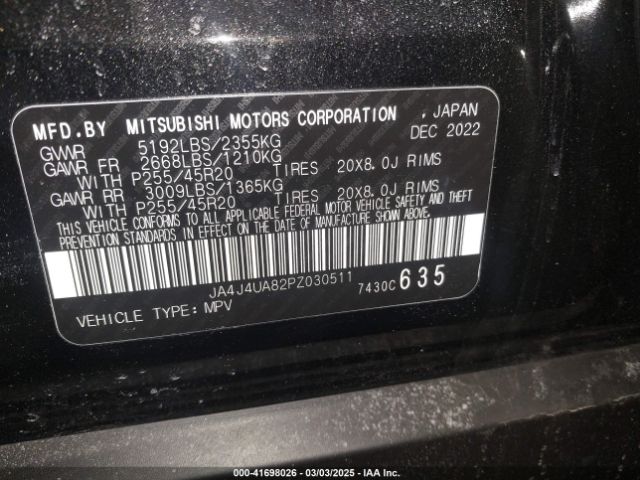 MFD.BY MITSUBISHI MOTORS CORPORATION , JAPAN
GVWR 5192LBS/2355KG DEC 2022
GAWR FR 2668LBS/1210KG
WITH P255/45R20 TIRES 20X8.0J RIMS
GAWR RR 3009LBS/1365KG
WITH P255/45R20 TIRES 20X8.0J RIMS
THIS VEHICLE CONFORMS TO ALL APPLICABLE FEDERAL MOTOR VEHICLE SAFETY AND THEFT
PREVENTION STANDARDS IN EFFECT ON THE DATE OF MANUFACTURE SHOWN ABOVE.
JA4J4UA82PZ030511 7430C 635
VEHICLE TYPE: MPV
000-41698026 - 03/03/2025 - IAA Inc.